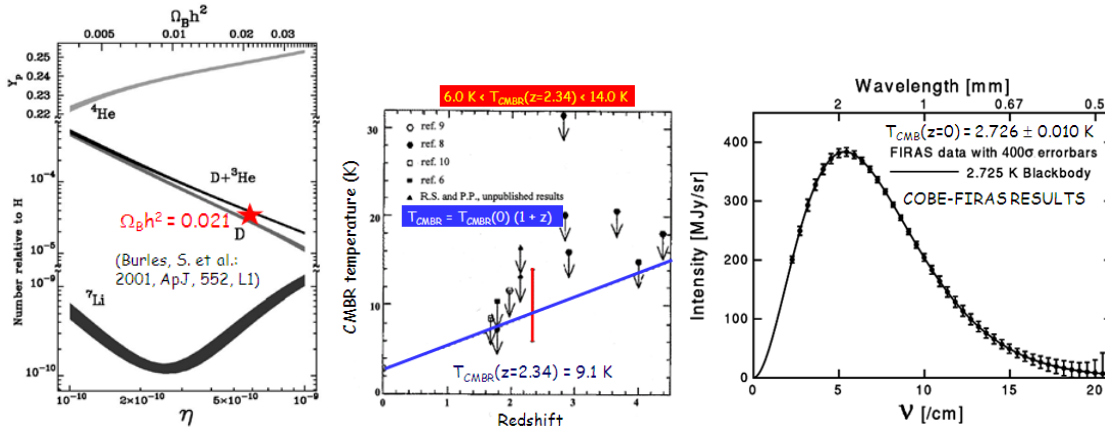 Ω_B h²
0.005 0.01 0.02 0.03
Y_p
0.25
0.24
0.23
0.22
⁴He
Number relative to H
10⁻⁴
10⁻⁵
10⁻⁹
10⁻¹⁰
D+³He
Ω_B h² = 0.021
D
(Burles, S. et al.:
2001, ApJ, 552, L1)
⁷Li
10⁻¹⁰ 2×10⁻¹⁰ 5×10⁻¹⁰ 10⁻⁹
η
6.0 K < T_CMBR(z=2.34) < 14.0 K
CMBR temperature (K)
30
20
10
0
ref. 9
ref. 8
ref. 10
ref. 6
R.S. and P.P., unpublished results
T_CMBR = T_CMBR(0) (1 + z)
T_CMBR(z=2.34) = 9.1 K
0 1 2 3 4
Redshift
Wavelength [mm]
2 1 0.67 0.5
Intensity [MJy/sr]
400
300
200
100
0
T_CMB(z=0) = 2.726 ± 0.010 K
FIRAS data with 400σ errorbars
2.725 K Blackbody
COBE-FIRAS RESULTS
0 5 10 15 20
ν [/cm]